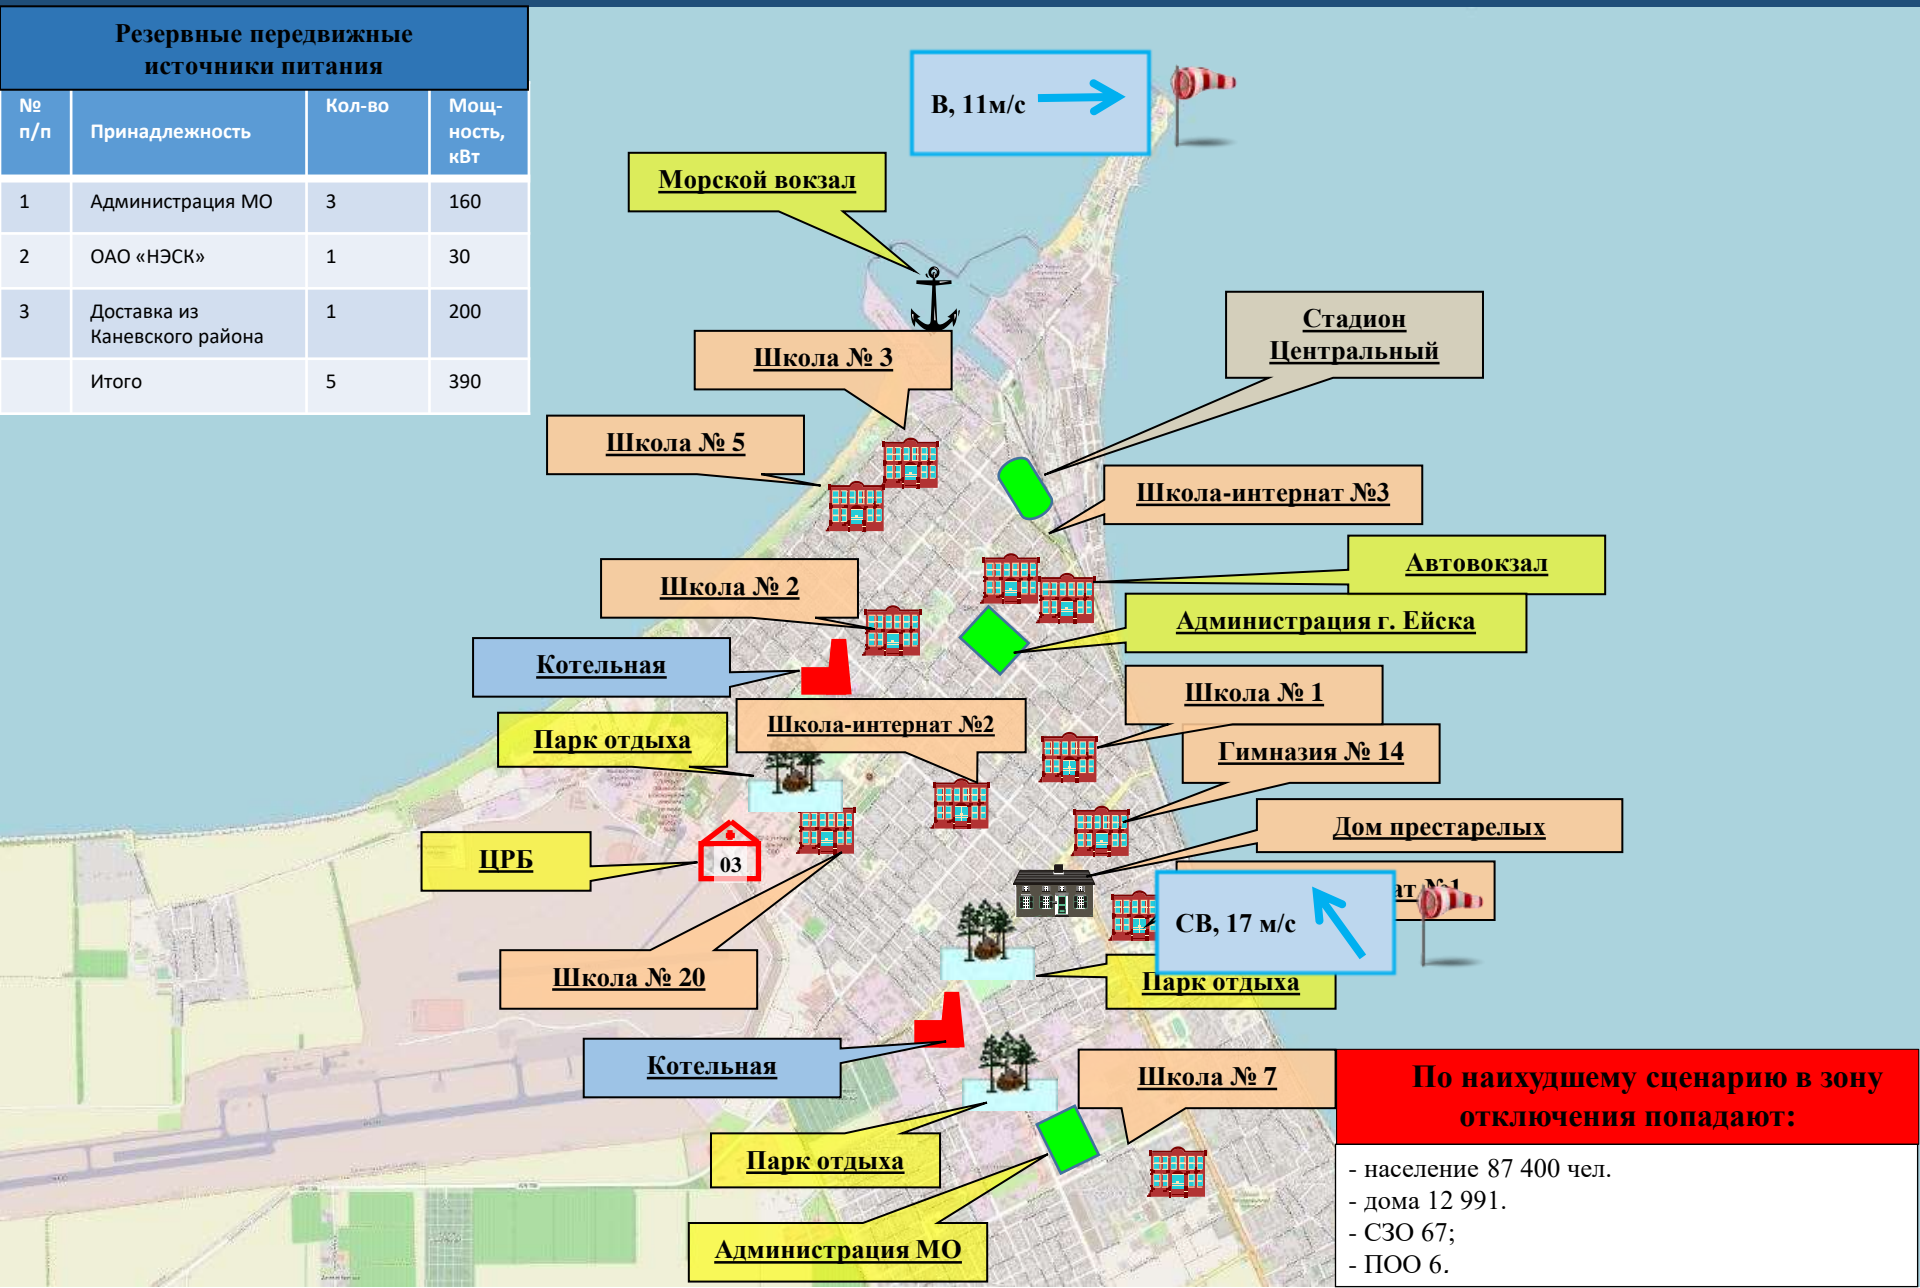 Резервные передвижные
источники питания
№ п/п Принадлежность Кол-во Мощ-ность, кВт
1 Администрация МО 3 160
2 ОАО «НЭСК» 1 30
3 Доставка из Каневского района 1 200
Итого 5 390
В, 11м/с
Морской вокзал
Стадион
Центральный
Школа № 3
Школа № 5
Школа-интернат №3
Автовокзал
Школа № 2
Администрация г. Ейска
Котельная
Школа № 1
Школа-интернат №2
Парк отдыха
Гимназия № 14
Дом престарелых
ЦРБ
03
ат №1
СВ, 17 м/с
Школа № 20
Парк отдыха
Котельная
Школа № 7
Парк отдыха
Администрация МО
По наихудшему сценарию в зону
отключения попадают:
- население 87 400 чел.
- дома 12 991.
- СЗО 67;
- ПОО 6.